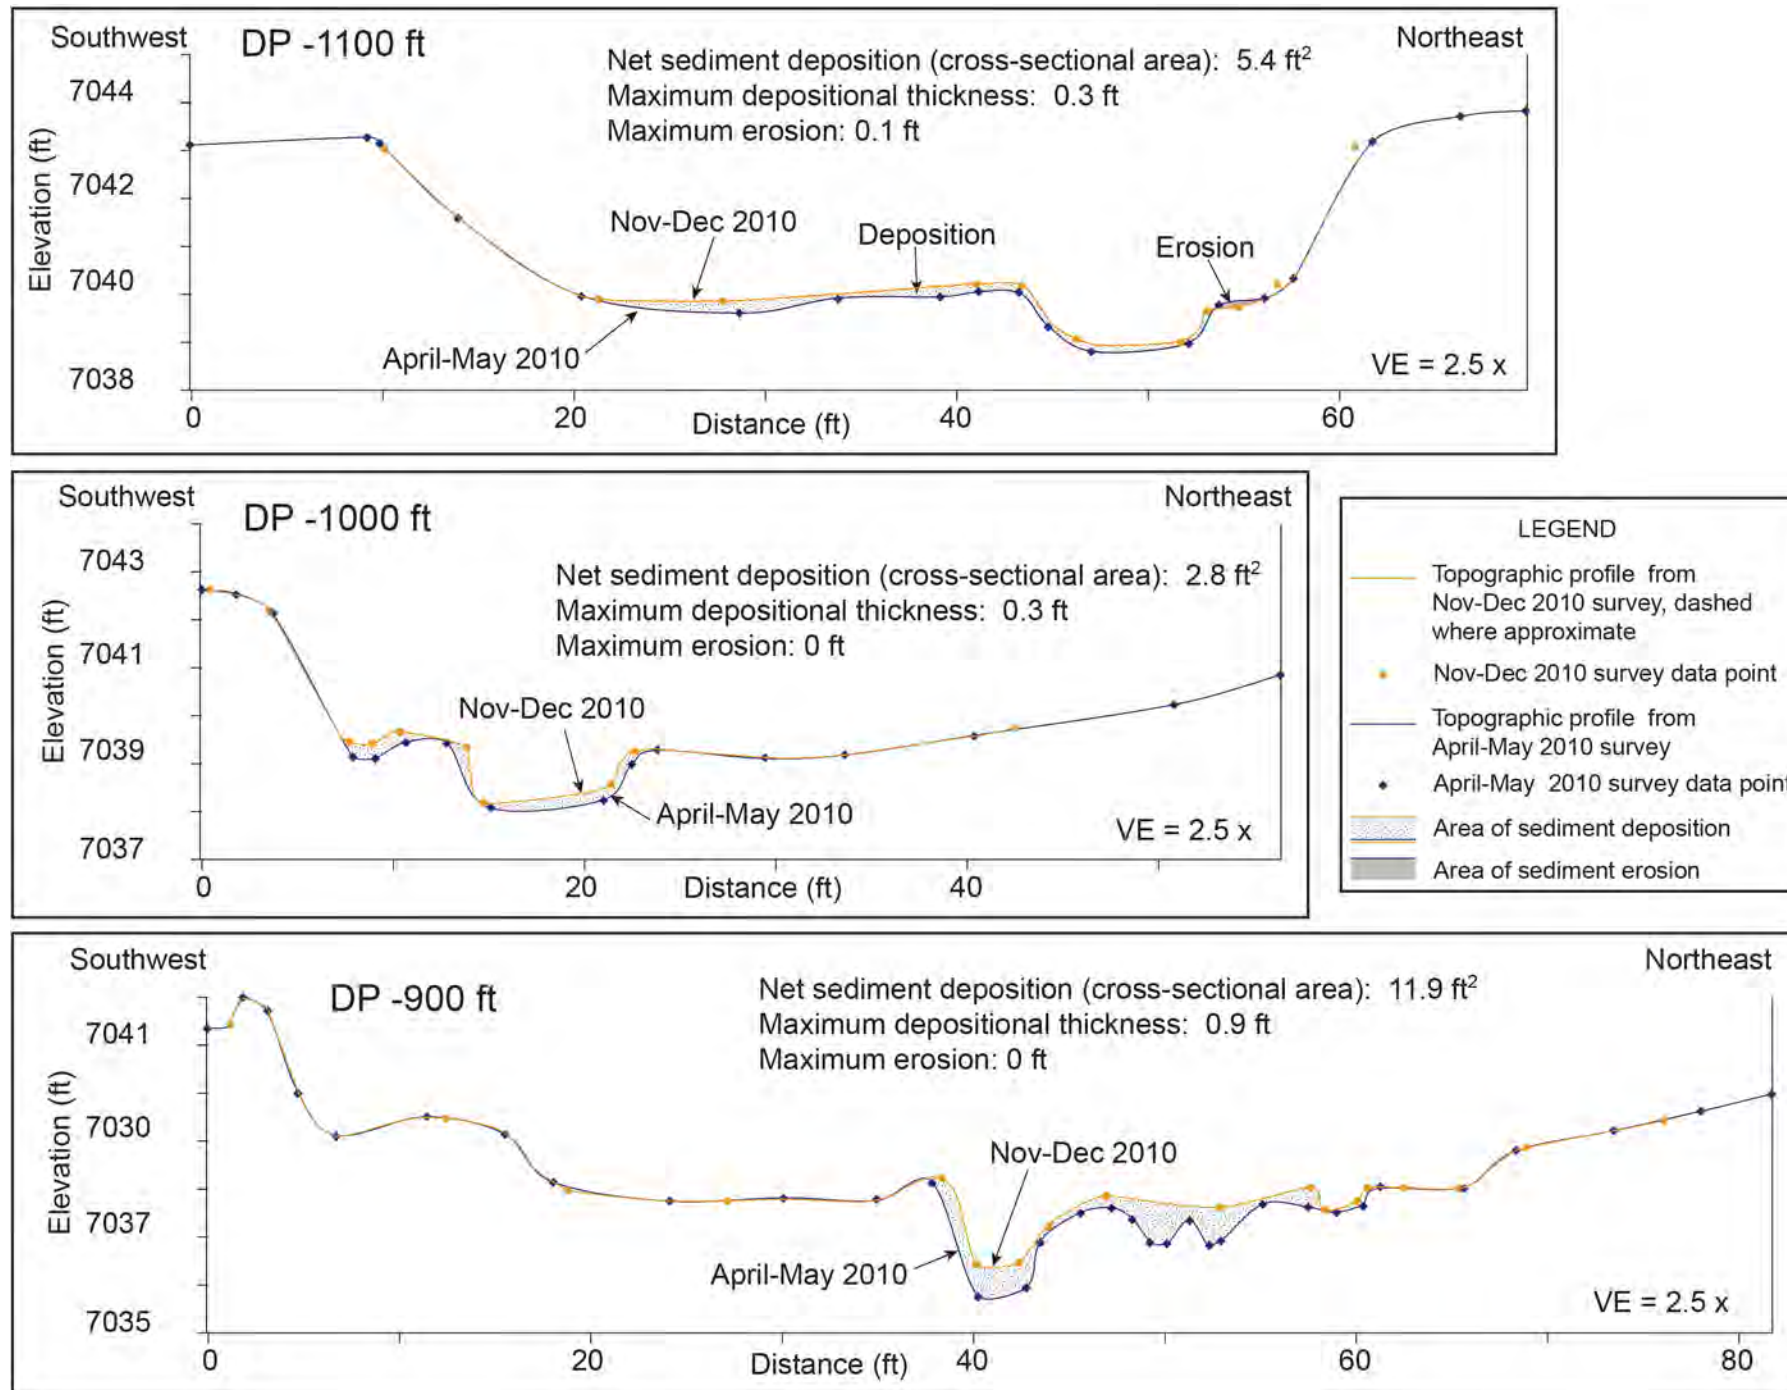 Southwest
DP -1100 ft
Northeast
Net sediment deposition (cross-sectional area): 5.4 ft²
Maximum depositional thickness: 0.3 ft
Maximum erosion: 0.1 ft
Elevation (ft)
7044
7042
7040
7038
Nov-Dec 2010
Deposition
Erosion
April-May 2010
VE = 2.5 x
0
20
40
60
Distance (ft)
Southwest
DP -1000 ft
Northeast
Net sediment deposition (cross-sectional area): 2.8 ft²
Maximum depositional thickness: 0.3 ft
Maximum erosion: 0 ft
Elevation (ft)
7043
7041
7039
7037
Nov-Dec 2010
April-May 2010
VE = 2.5 x
0
20
40
Distance (ft)
LEGEND
Topographic profile from
Nov-Dec 2010 survey, dashed
where approximate
Nov-Dec 2010 survey data point
Topographic profile from
April-May 2010 survey
April-May 2010 survey data point
Area of sediment deposition
Area of sediment erosion
Southwest
DP -900 ft
Northeast
Net sediment deposition (cross-sectional area): 11.9 ft²
Maximum depositional thickness: 0.9 ft
Maximum erosion: 0 ft
Elevation (ft)
7041
7030
7037
7035
Nov-Dec 2010
April-May 2010
VE = 2.5 x
0
20
40
60
80
Distance (ft)